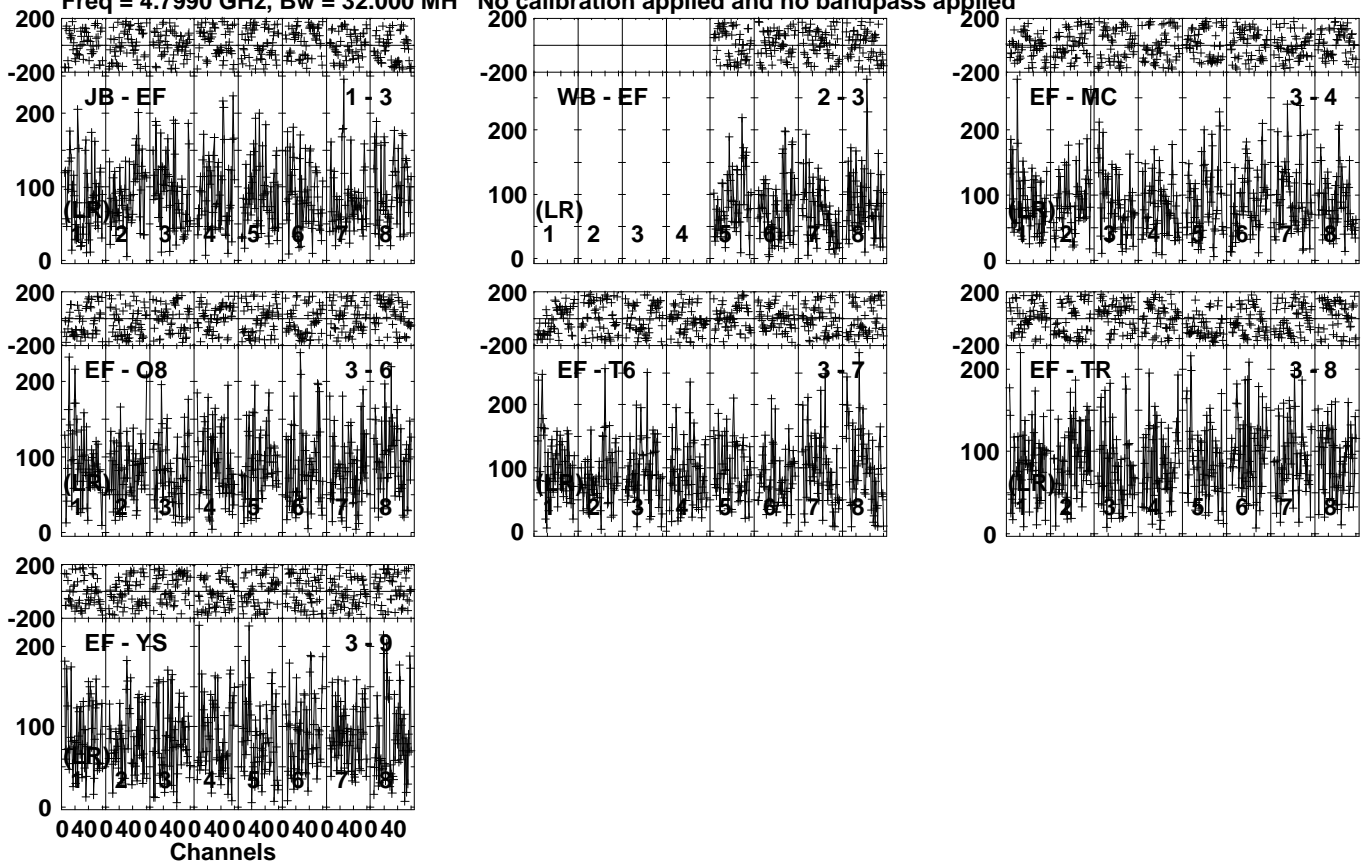 Freq = 4.7990 GHz, Bw = 32.000 MH No calibration applied and no bandpass applied
200
-200
JB - EF 1 - 3
200
100
0
(LR)
1 2 3 4 5 6 7 8
200
-200
WB - EF 2 - 3
200
100
0
(LR)
1 2 3 4 5 6 7 8
200
-200
EF - MC 3 - 4
200
100
0
(LR)
1 2 3 4 5 6 7 8
200
-200
EF - O8 3 - 6
200
100
0
(LR)
1 2 3 4 5 6 7 8
200
-200
EF - T6 3 - 7
200
100
0
(LR)
1 2 3 4 5 6 7 8
200
-200
EF - TR 3 - 8
200
100
0
(LR)
1 2 3 4 5 6 7 8
200
-200
EF - YS 3 - 9
200
100
0
(LR)
1 2 3 4 5 6 7 8
0 40 0 40 0 40 0 40 0 40 0 40 0 40 0 40
Channels